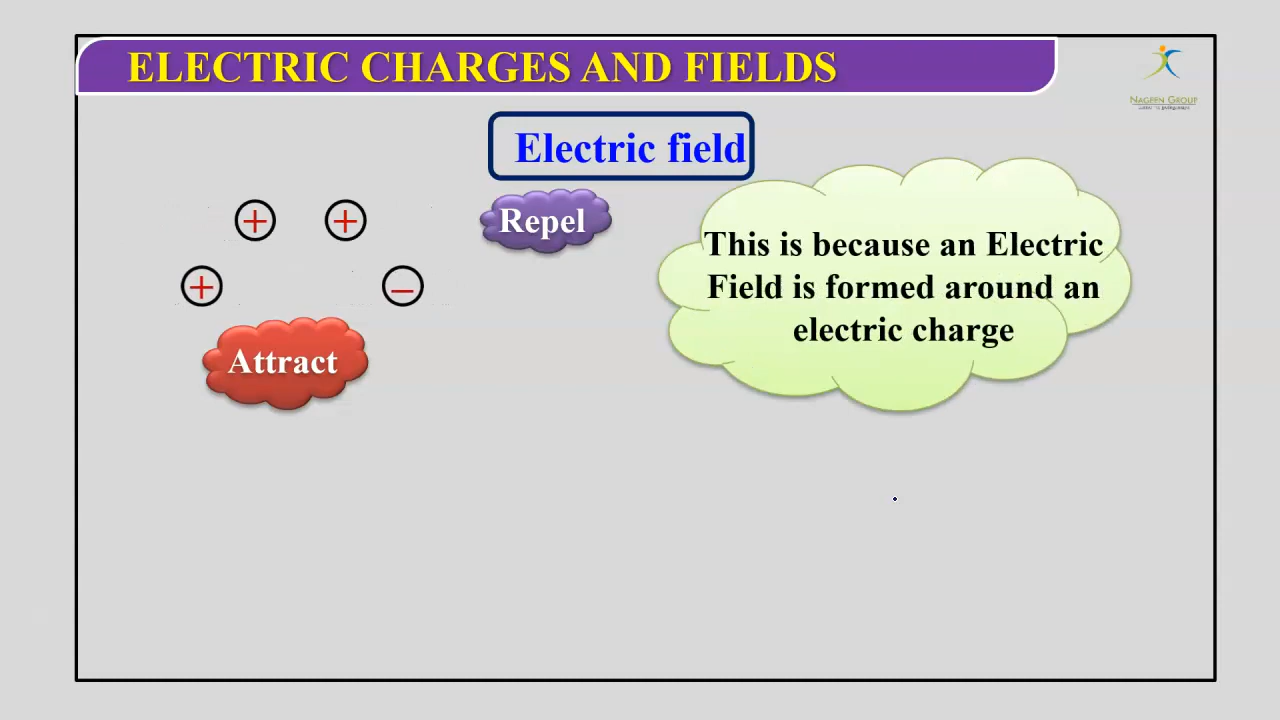 ELECTRIC CHARGES AND FIELDS
NAGEEN GROUP
Electric field
+ +
Repel
+ –
Attract
This is because an Electric
Field is formed around an
electric charge